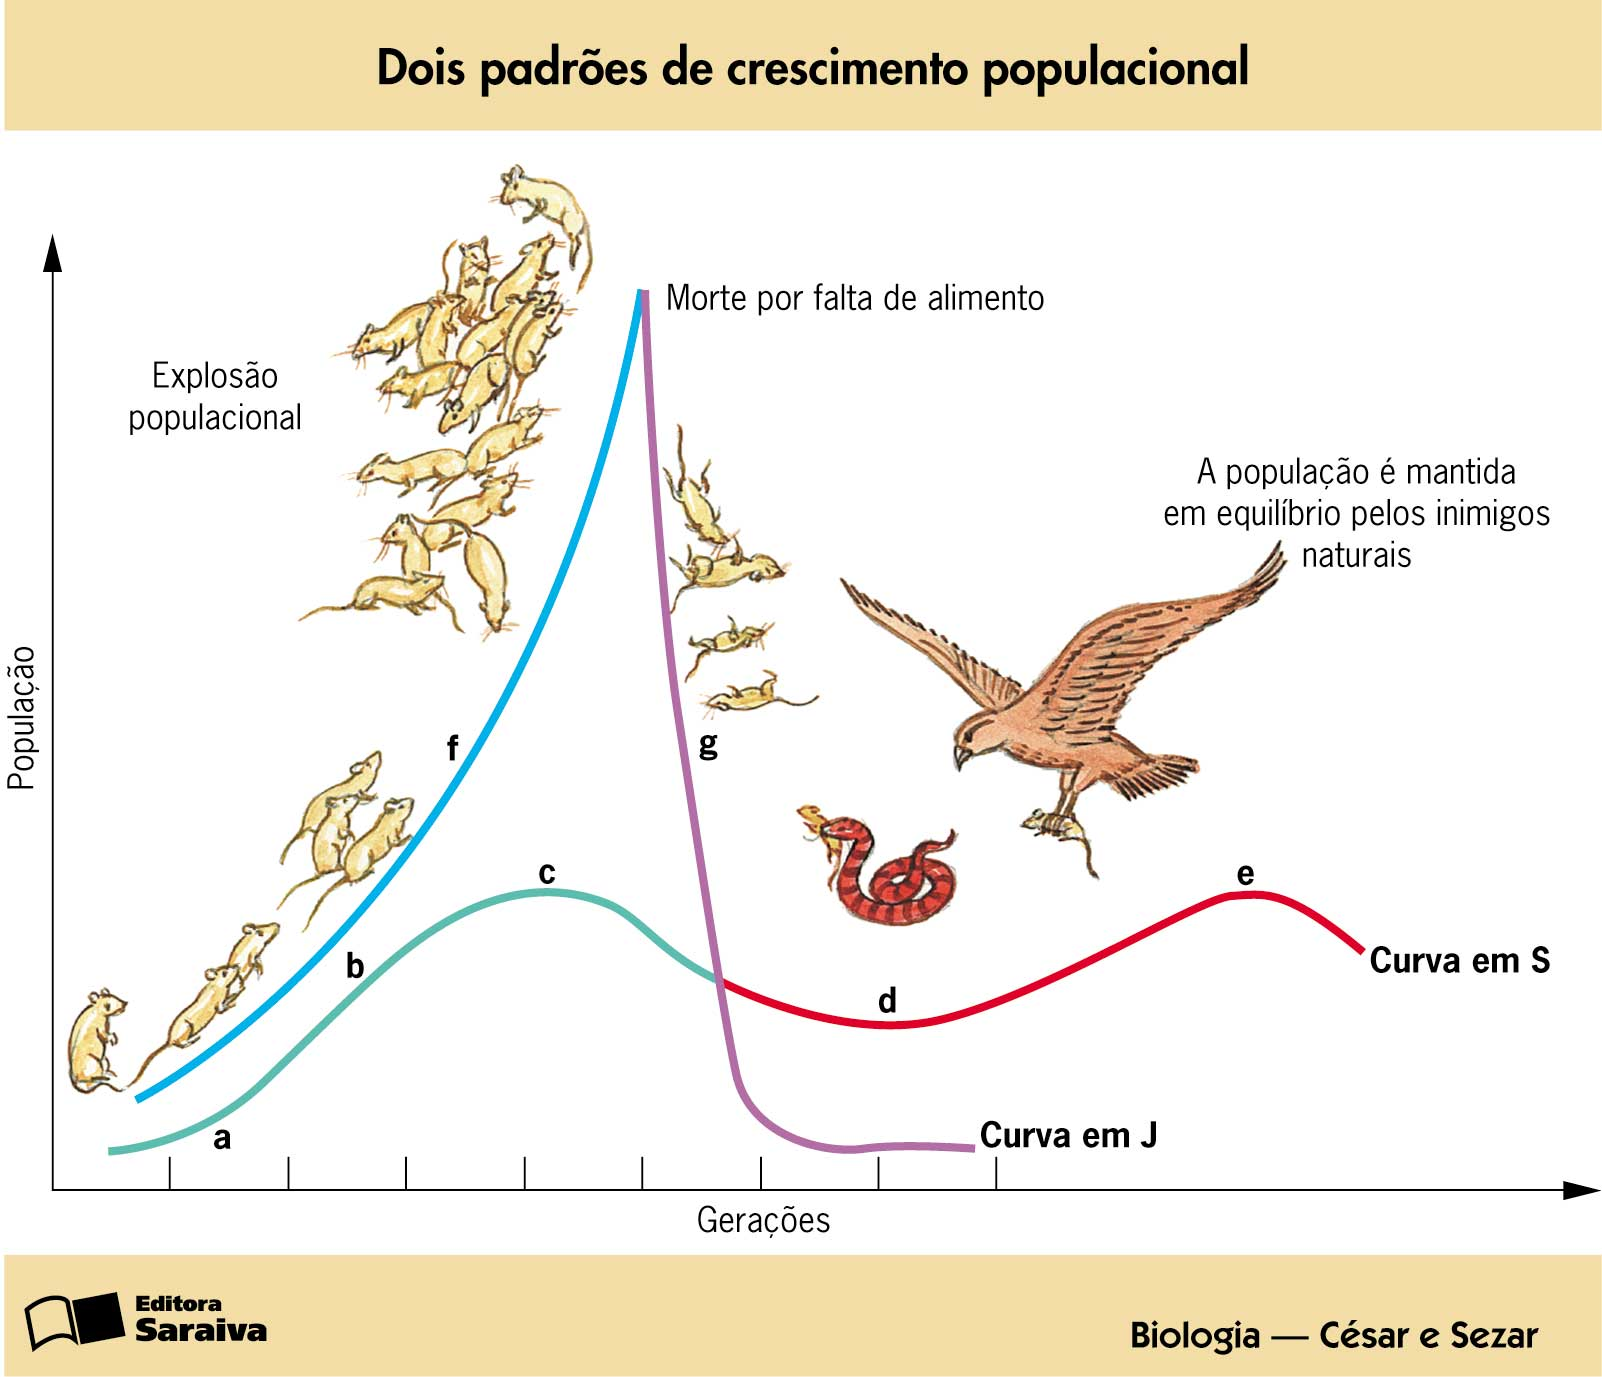 Dois padrões de crescimento populacional
Morte por falta de alimento
Explosão
populacional
A população é mantida
em equilíbrio pelos inimigos
naturais
População
f
g
c
e
b
d
Curva em S
a
Curva em J
Gerações
Editora
Saraiva
Biologia — César e Sezar